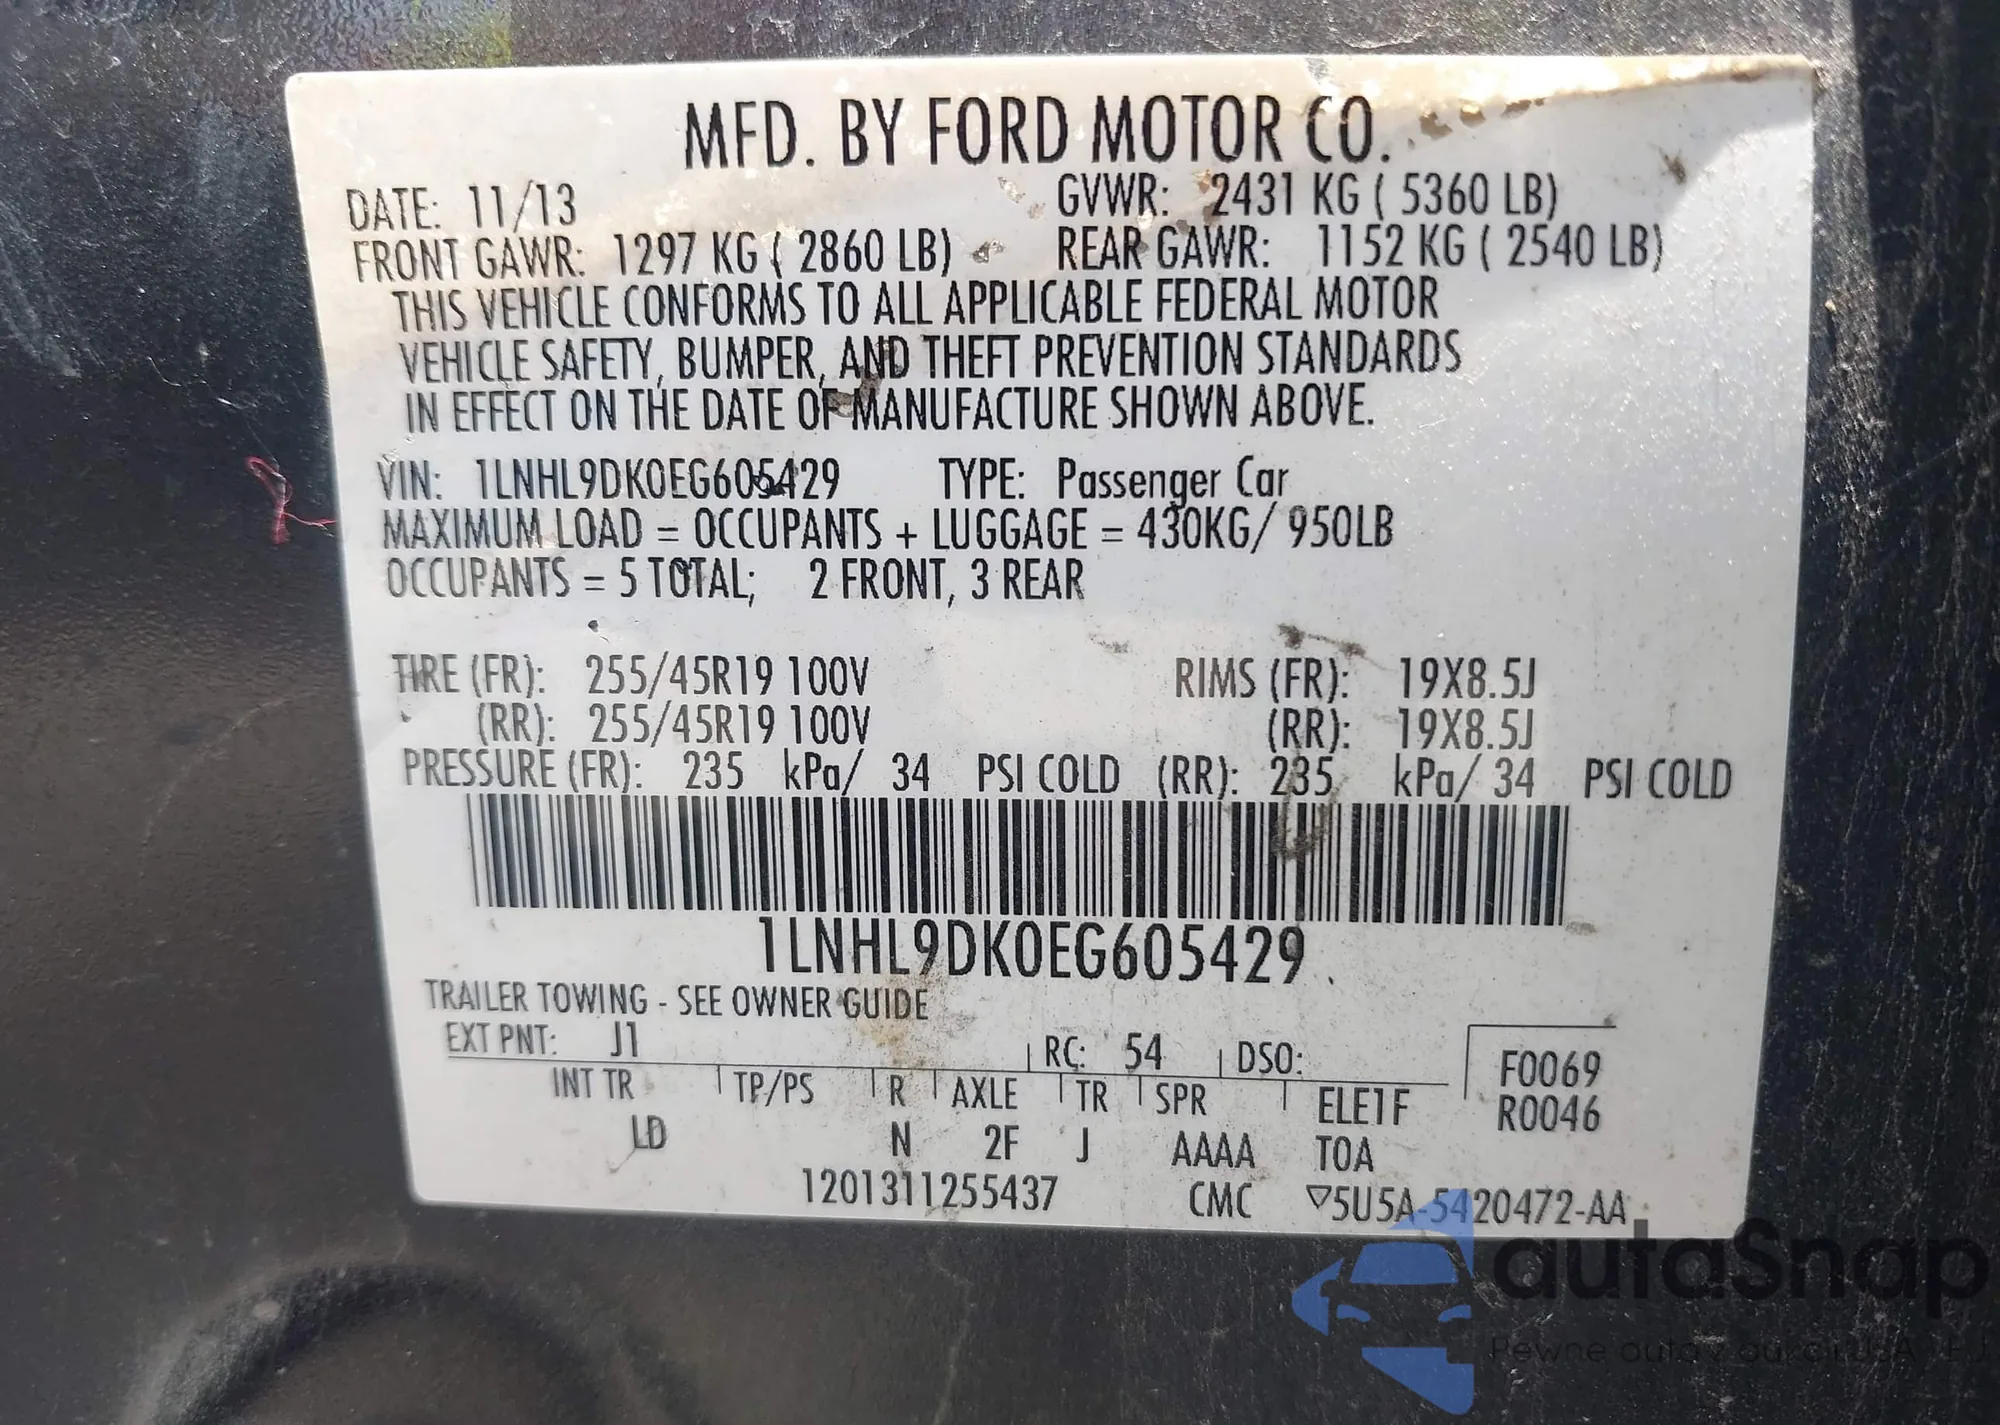 MFD. BY FORD MOTOR CO.
DATE: 11/13 GVWR: 2431 KG ( 5360 LB)
FRONT GAWR: 1297 KG ( 2860 LB) REAR GAWR: 1152 KG ( 2540 LB)
THIS VEHICLE CONFORMS TO ALL APPLICABLE FEDERAL MOTOR
VEHICLE SAFETY, BUMPER, AND THEFT PREVENTION STANDARDS
IN EFFECT ON THE DATE OF MANUFACTURE SHOWN ABOVE.
VIN: 1LNHL9DK0EG605429 TYPE: Passenger Car
MAXIMUM LOAD = OCCUPANTS + LUGGAGE = 430KG/ 950LB
OCCUPANTS = 5 TOTAL; 2 FRONT, 3 REAR
TIRE (FR): 255/45R19 100V RIMS (FR): 19X8.5J
(RR): 255/45R19 100V (RR): 19X8.5J
PRESSURE (FR): 235 kPa/ 34 PSI COLD (RR): 235 kPa/ 34 PSI COLD
1LNHL9DK0EG605429
TRAILER TOWING - SEE OWNER GUIDE
EXT PNT: J1 RC: 54 DSO: F0069
INT TR TP/PS R AXLE TR SPR ELE1F R0046
LD N 2F J AAAA TOA
1201311255437 CMC ▽5U5A-5420472-AA
autaSnap
Pewne auta z aukcji USA i EU